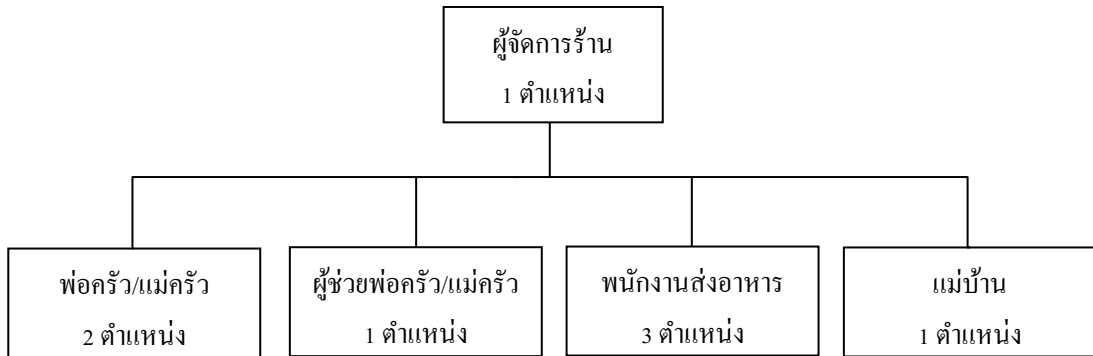 ผู้จัดการร้าน
1 ตำแหน่ง
พ่อครัว/แม่ครัว
2 ตำแหน่ง
ผู้ช่วยพ่อครัว/แม่ครัว
1 ตำแหน่ง
พนักงานส่งอาหาร
3 ตำแหน่ง
แม่บ้าน
1 ตำแหน่ง